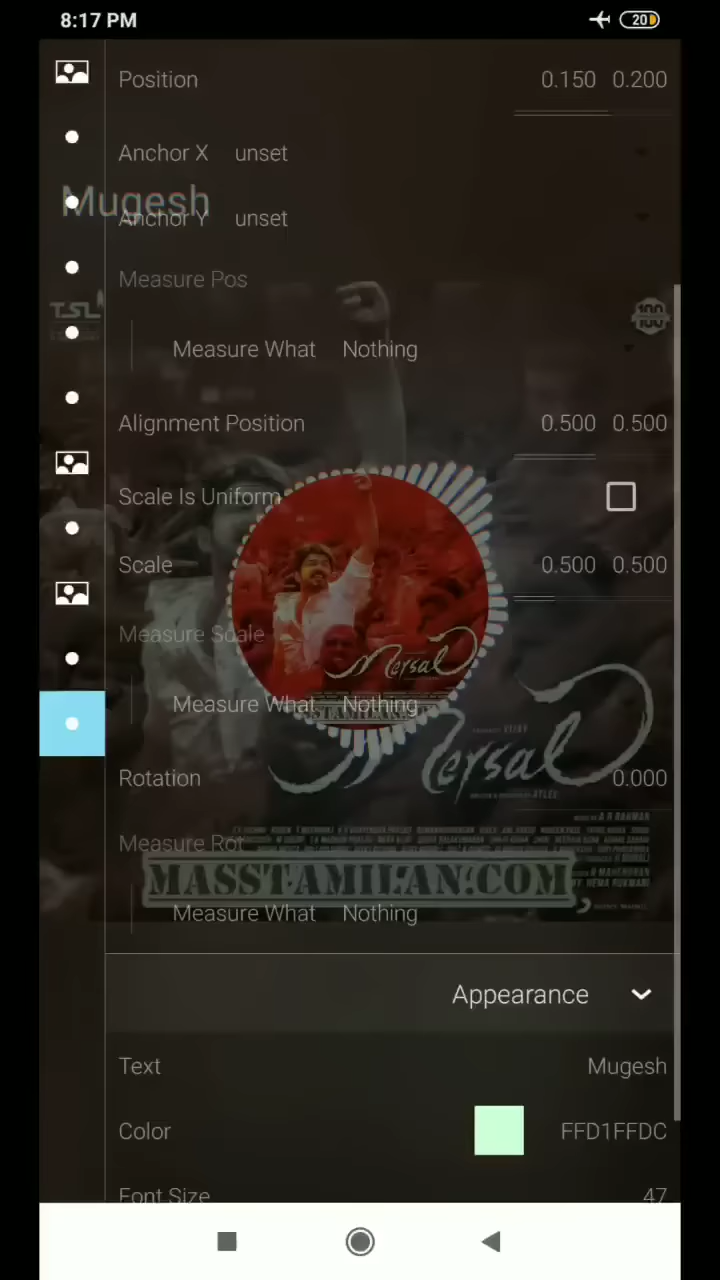 8:17 PM 20
Position 0.150 0.200
Anchor X unset
Mugesh
Anchor Y unset
Measure Pos
TSL
100
Measure What Nothing
Alignment Position 0.500 0.500
Scale Is Uniform
Scale 0.500 0.500
Measure Scale
Mersal
Measure What Nothing
Mersal
Rotation 0.000
Measure Rot
MASSTAMILAN.COM
Measure What Nothing
Appearance
Text Mugesh
Color FFD1FFDC
Font Size 47